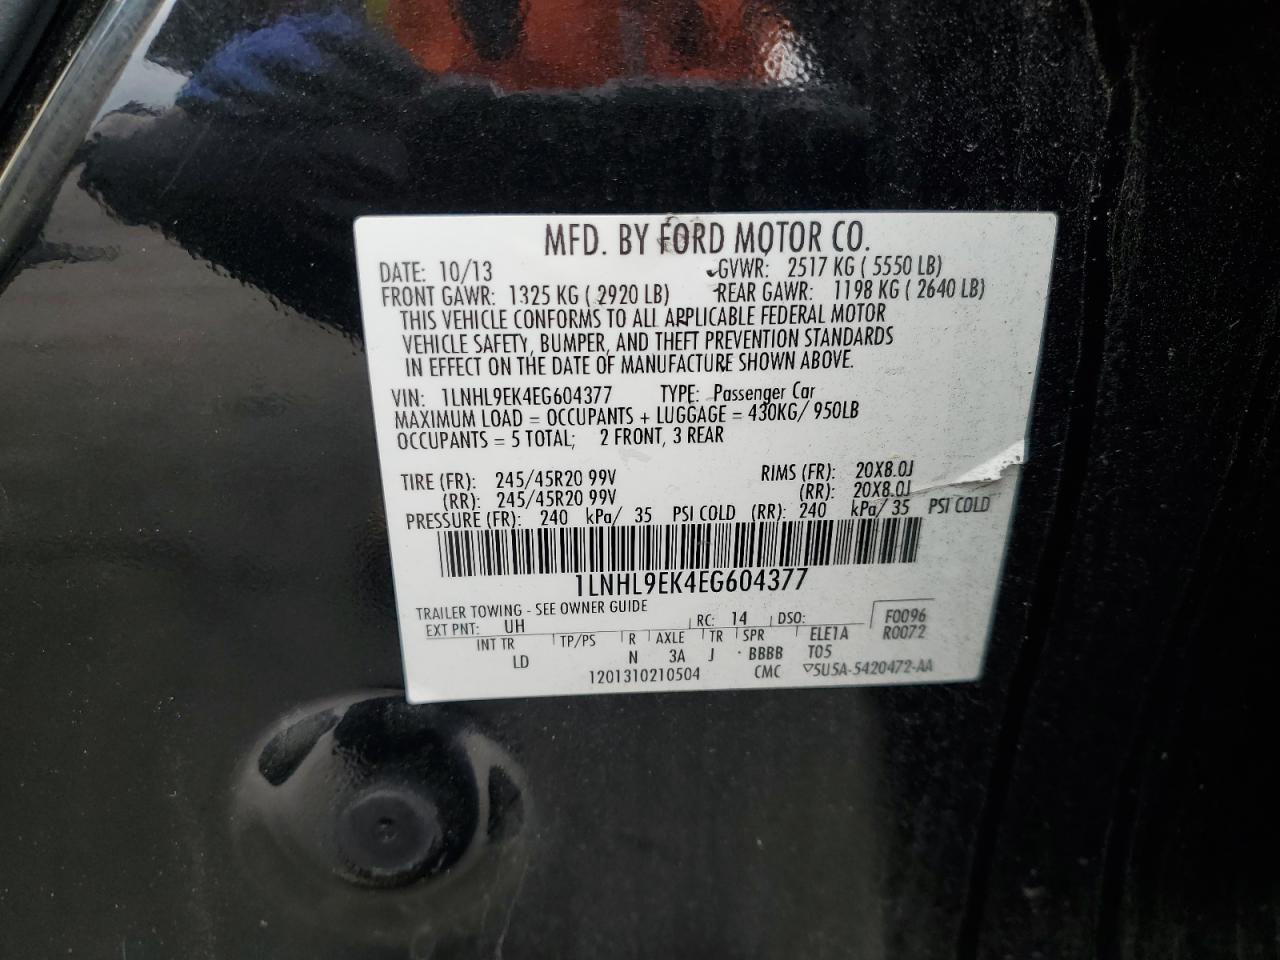 MFD. BY FORD MOTOR CO.
DATE: 10/13 GVWR: 2517 KG ( 5550 LB)
FRONT GAWR: 1325 KG ( 2920 LB) REAR GAWR: 1198 KG ( 2640 LB)
THIS VEHICLE CONFORMS TO ALL APPLICABLE FEDERAL MOTOR
VEHICLE SAFETY, BUMPER, AND THEFT PREVENTION STANDARDS
IN EFFECT ON THE DATE OF MANUFACTURE SHOWN ABOVE.
VIN: 1LNHL9EK4EG604377 TYPE: Passenger Car
MAXIMUM LOAD = OCCUPANTS + LUGGAGE = 430KG/ 950LB
OCCUPANTS = 5 TOTAL; 2 FRONT, 3 REAR
TIRE (FR): 245/45R20 99V RIMS (FR): 20X8.0J
(RR): 245/45R20 99V (RR): 20X8.0J
PRESSURE (FR): 240 kPa/ 35 PSI COLD (RR): 240 kPa/ 35 PSI COLD
1LNHL9EK4EG604377
TRAILER TOWING - SEE OWNER GUIDE
EXT PNT: UH RC: 14 DSO: F0096
INT TR TP/PS R AXLE TR SPR ELE1A R0072
LD N 3A J BBBB T05
1201310210504 CMC 5U5A-5420472-AA